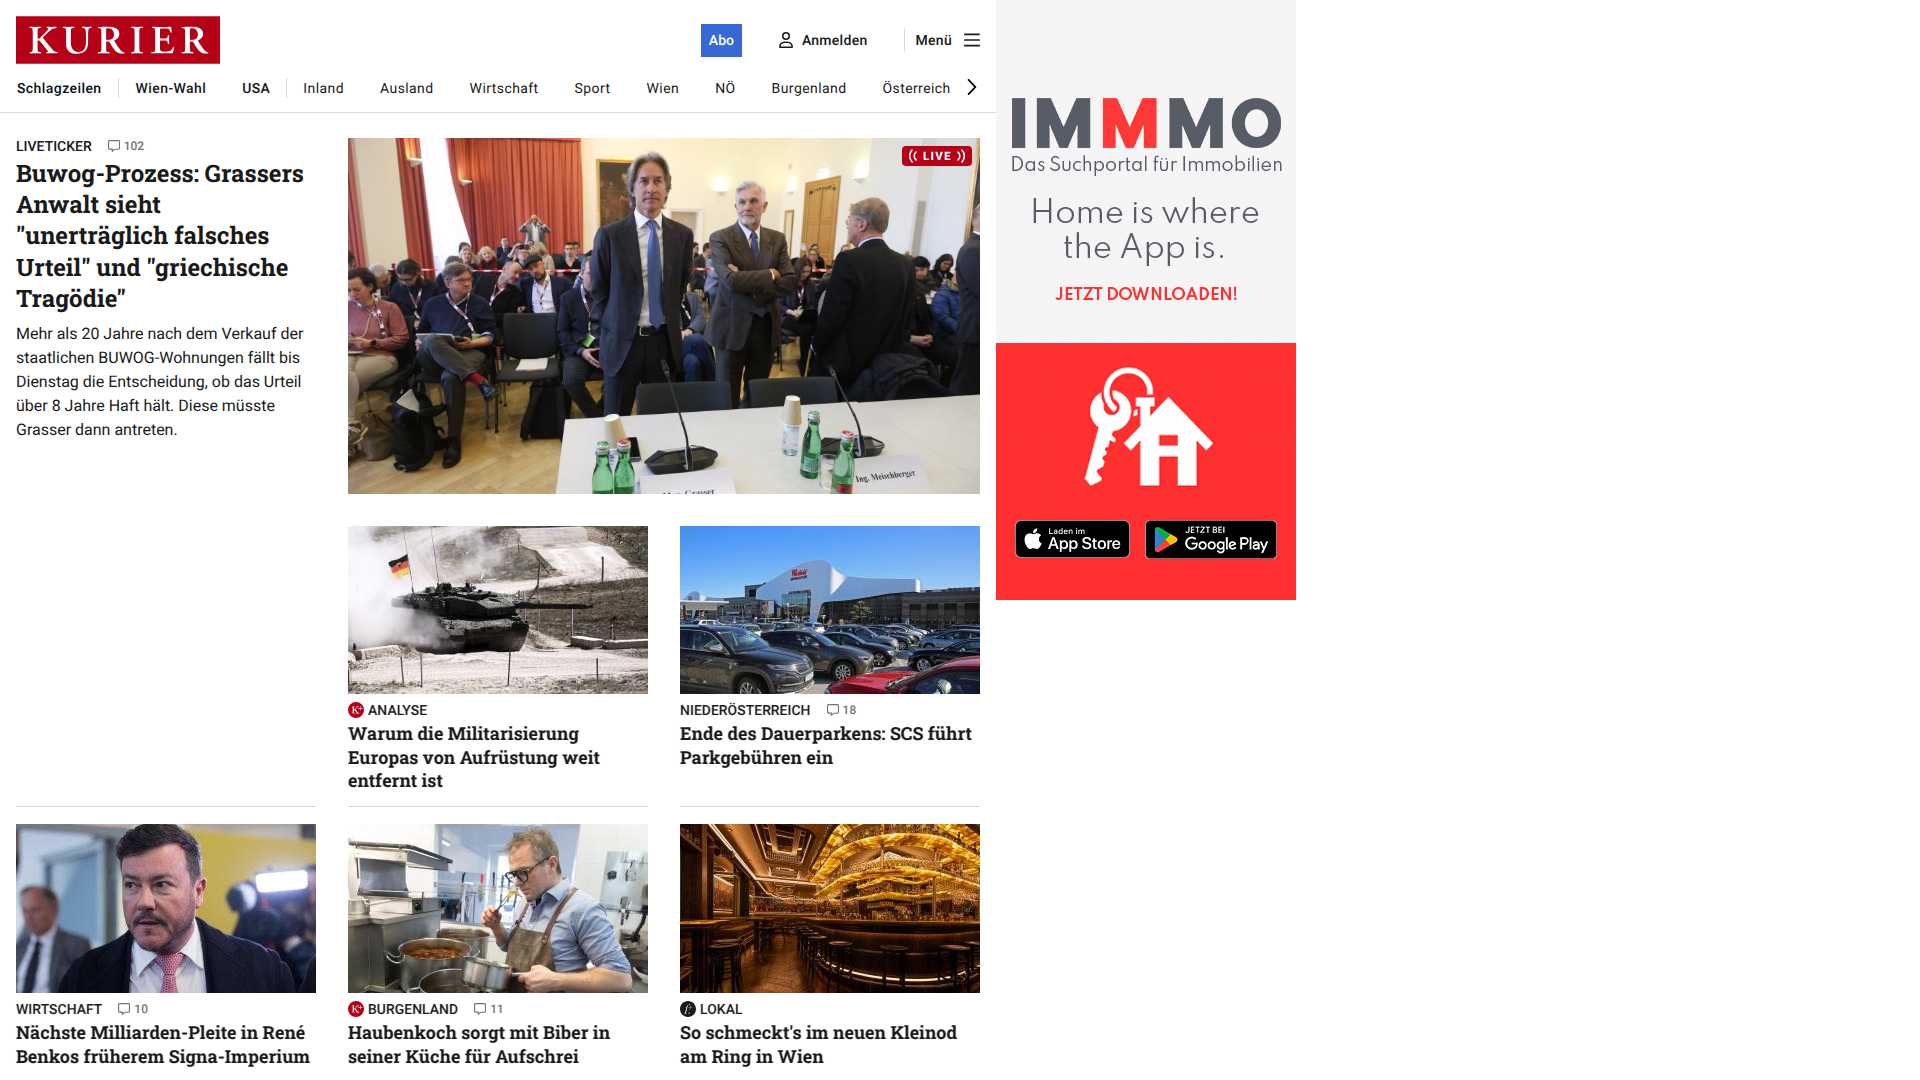 KURIER
Abo
Anmelden
Menü
Schlagzeilen
Wien-Wahl
USA
Inland
Ausland
Wirtschaft
Sport
Wien
NÖ
Burgenland
Österreich
LIVETICKER 102
Buwog-Prozess: Grassers
Anwalt sieht
"unerträglich falsches
Urteil" und "griechische
Tragödie"
Mehr als 20 Jahre nach dem Verkauf der
staatlichen BUWOG-Wohnungen fällt bis
Dienstag die Entscheidung, ob das Urteil
über 8 Jahre Haft hält. Diese müsste
Grasser dann antreten.
LIVE
Grasser
Ing. Meischberger
K+ ANALYSE
Warum die Militarisierung
Europas von Aufrüstung weit
entfernt ist
Westfield
NIEDERÖSTERREICH 18
Ende des Dauerparkens: SCS führt
Parkgebühren ein
WIRTSCHAFT 10
Nächste Milliarden-Pleite in René
Benkos früherem Signa-Imperium
K+ BURGENLAND 11
Haubenkoch sorgt mit Biber in
seiner Küche für Aufschrei
f LOKAL
So schmeckt's im neuen Kleinod
am Ring in Wien
IMMMO
Das Suchportal für Immobilien
Home is where
the App is.
JETZT DOWNLOADEN!
Laden im
App Store
JETZT BEI
Google Play